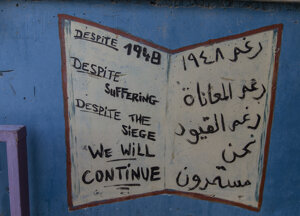 DESPITE 1948
DESPITE
SUFFERING
DESPITE THE
SIEGE
WE WILL
CONTINUE
رغم ١٩٤٨
رغم المعاناة
رغم القيود
نحن
مستمرون